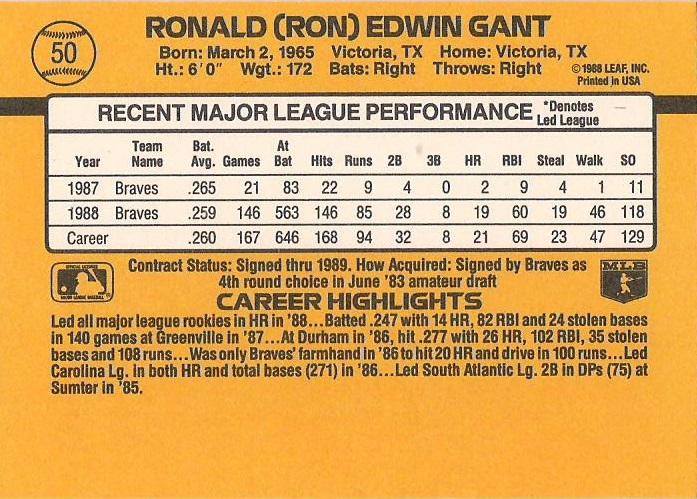 50
RONALD (RON) EDWIN GANT
Born: March 2, 1965 Victoria, TX Home: Victoria, TX
Ht.: 6'0" Wgt.: 172 Bats: Right Throws: Right
©1988 LEAF, INC.
Printed in USA
RECENT MAJOR LEAGUE PERFORMANCE *Denotes Led League
Year Team Name Bat. Avg. Games At Bat Hits Runs 2B 3B HR RBI Steal Walk SO
1987 Braves .265 21 83 22 9 4 0 2 9 4 1 11
1988 Braves .259 146 563 146 85 28 8 19 60 19 46 118
Career .260 167 646 168 94 32 8 21 69 23 47 129
OFFICIAL LICENSEE
MAJOR LEAGUE BASEBALL
MLB
Contract Status: Signed thru 1989. How Acquired: Signed by Braves as
4th round choice in June '83 amateur draft
CAREER HIGHLIGHTS
Led all major league rookies in HR in '88...Batted .247 with 14 HR, 82 RBI and 24 stolen bases
in 140 games at Greenville in '87...At Durham in '86, hit .277 with 26 HR, 102 RBI, 35 stolen
bases and 108 runs...Was only Braves' farmhand in '86 to hit 20 HR and drive in 100 runs...Led
Carolina Lg. in both HR and total bases (271) in '86...Led South Atlantic Lg. 2B in DPs (75) at
Sumter in '85.